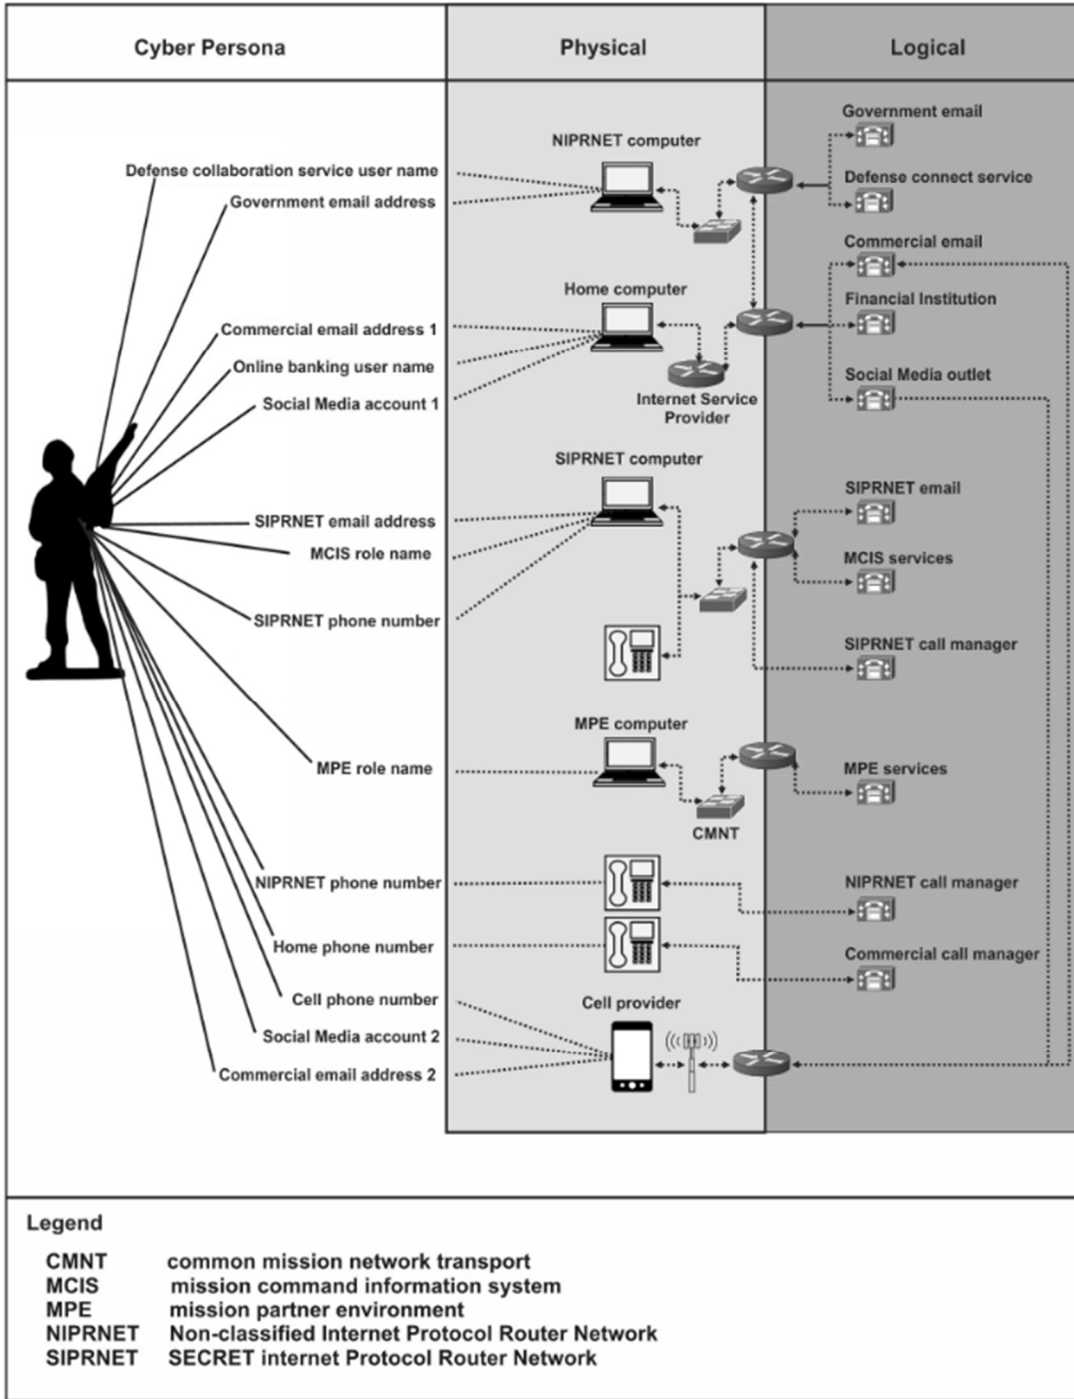 Cyber Persona
Physical
Logical
Defense collaboration service user name
Government email address
Commercial email address 1
Online banking user name
Social Media account 1
SIPRNET email address
MCIS role name
SIPRNET phone number
MPE role name
NIPRNET phone number
Home phone number
Cell phone number
Social Media account 2
Commercial email address 2
NIPRNET computer
Home computer
Internet Service
Provider
SIPRNET computer
MPE computer
CMNT
Cell provider
Government email
Defense connect service
Commercial email
Financial Institution
Social Media outlet
SIPRNET email
MCIS services
SIPRNET call manager
MPE services
NIPRNET call manager
Commercial call manager
Legend
CMNT common mission network transport
MCIS mission command information system
MPE mission partner environment
NIPRNET Non-classified Internet Protocol Router Network
SIPRNET SECRET internet Protocol Router Network